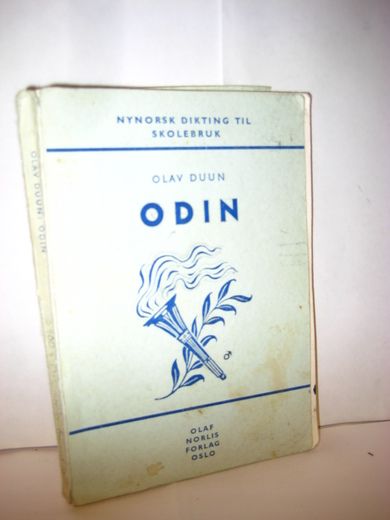 NYNORSK DIKTING TIL
SKOLEBRUK
OLAV DUUN
ODIN
OLAF
NORLIS
FORLAG
OSLO
OLAV DUUN: ODIN